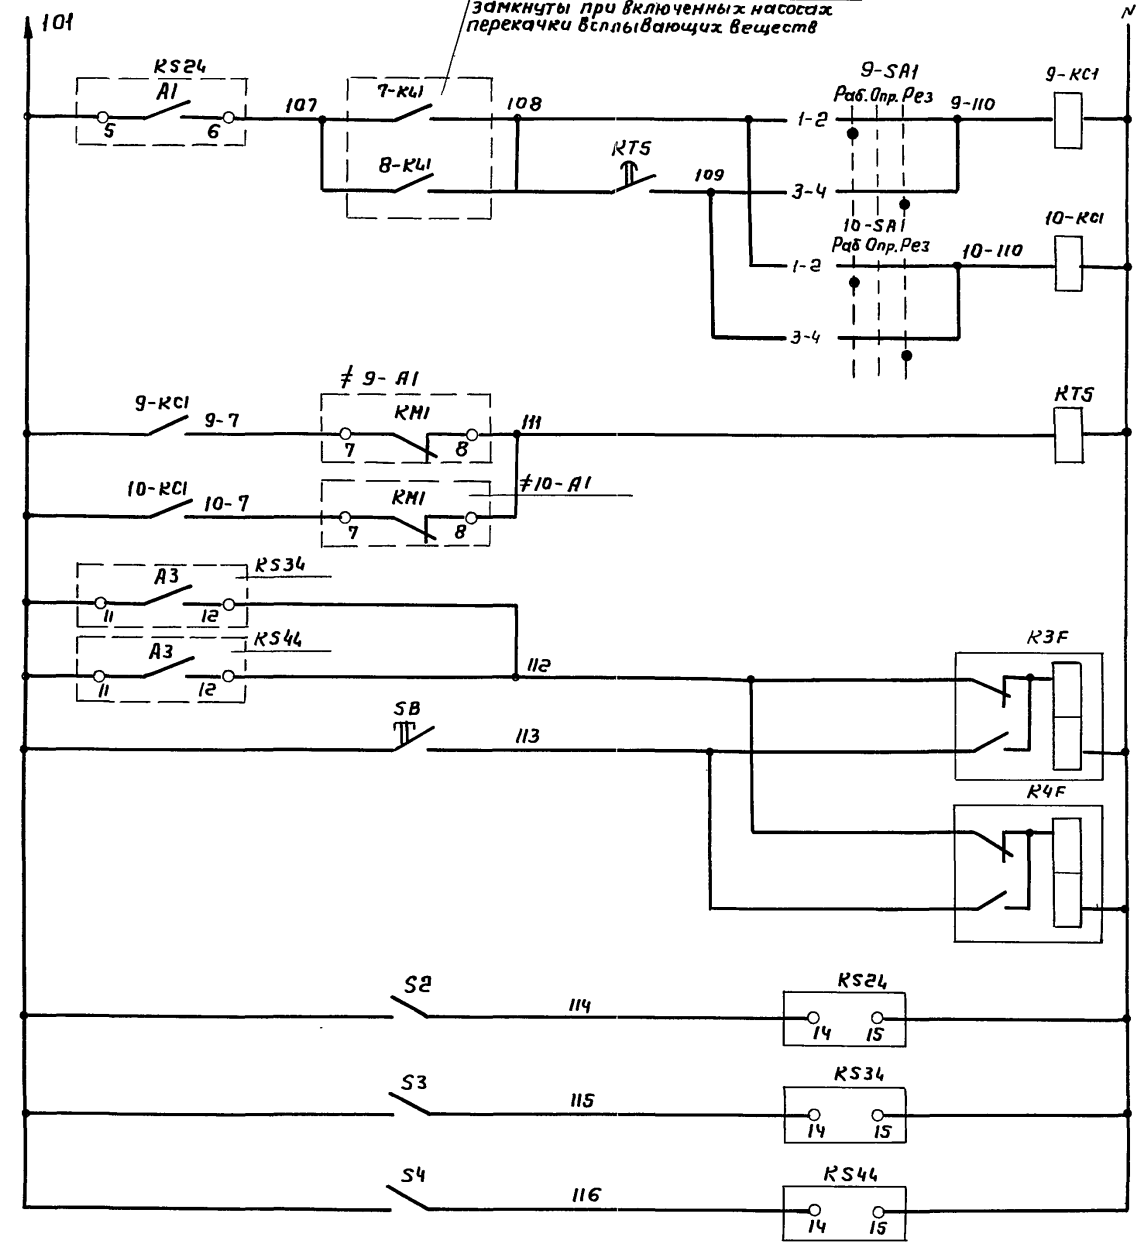 замкнуты при включенных насосах
перекачки всплывающих веществ
101
N
KS24
A1
5
6
107
7-KЧ1
108
8-KЧ1
KT5
109
9-SA1
Раб. Опр. Рез
1-2
9-110
9-KC1
3-4
10-SA1
Раб Опр. Рез
1-2
10-110
10-KC1
3-4
≠ 9-A1
9-KC1
9-7
KM1
7
8
111
KT5
10-KC1
10-7
KM1
7
8
≠10-A1
A3
KS34
11
12
A3
KS44
11
12
112
K3F
SB
113
K4F
S2
114
KS24
14
15
S3
115
KS34
14
15
S4
116
KS44
14
15